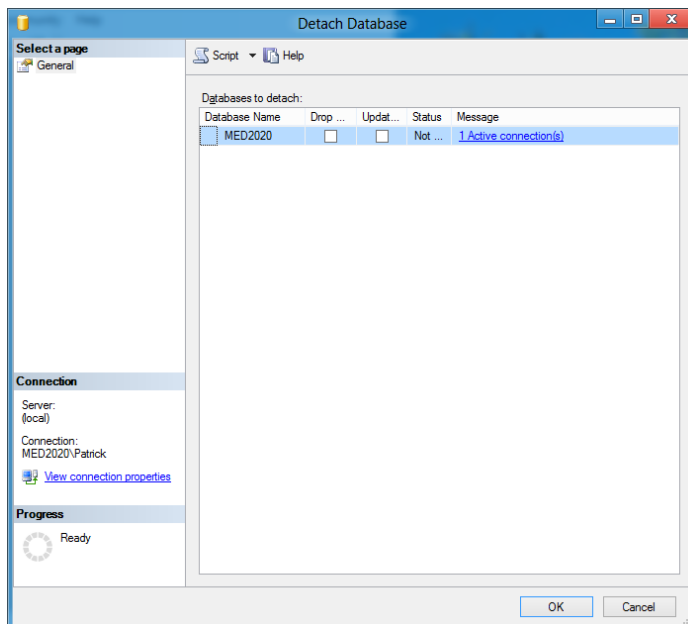 Detach Database
Select a page
General
Script
Help
Databases to detach:
Database Name Drop ... Updat... Status Message
MED2020 Not ... 1 Active connection(s)
Connection
Server:
(local)
Connection:
MED2020\Patrick
View connection properties
Progress
Ready
OK Cancel